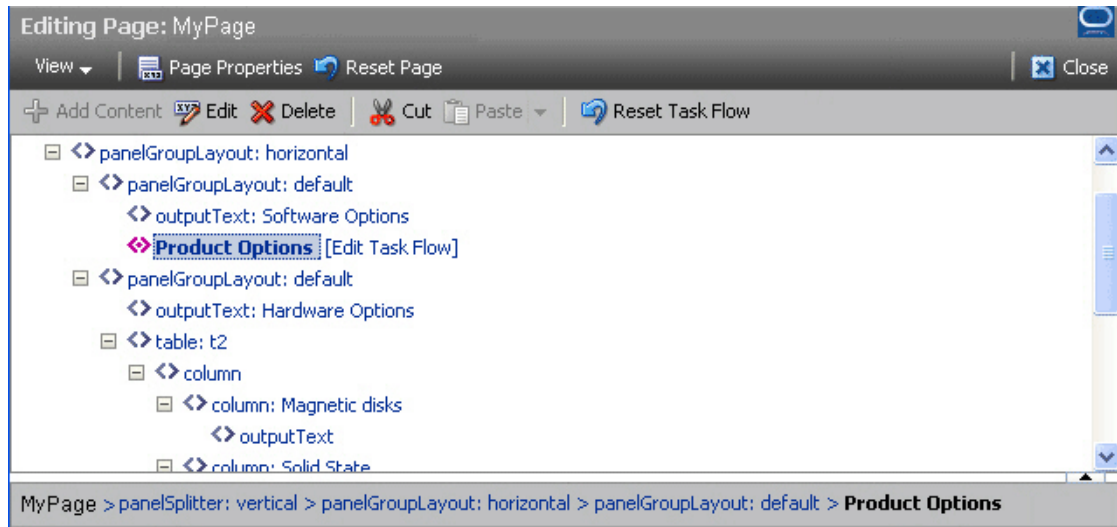 Editing Page: MyPage
View Page Properties Reset Page Close
Add Content Edit Delete Cut Paste Reset Task Flow
panelGroupLayout: horizontal
panelGroupLayout: default
outputText: Software Options
Product Options [Edit Task Flow]
panelGroupLayout: default
outputText: Hardware Options
table: t2
column
column: Magnetic disks
outputText
column: Solid State
MyPage > panelSplitter: vertical > panelGroupLayout: horizontal > panelGroupLayout: default > Product Options